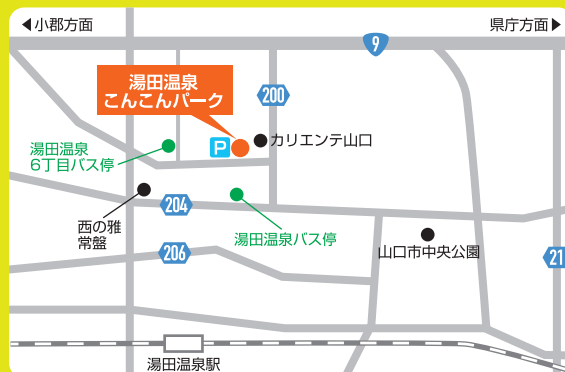 ◀小郡方面
県庁方面▶
9
湯田温泉
こんこんパーク
200
P
カリエンテ山口
湯田温泉
6丁目バス停
204
西の雅
常盤
湯田温泉バス停
206
山口市中央公園
21
湯田温泉駅